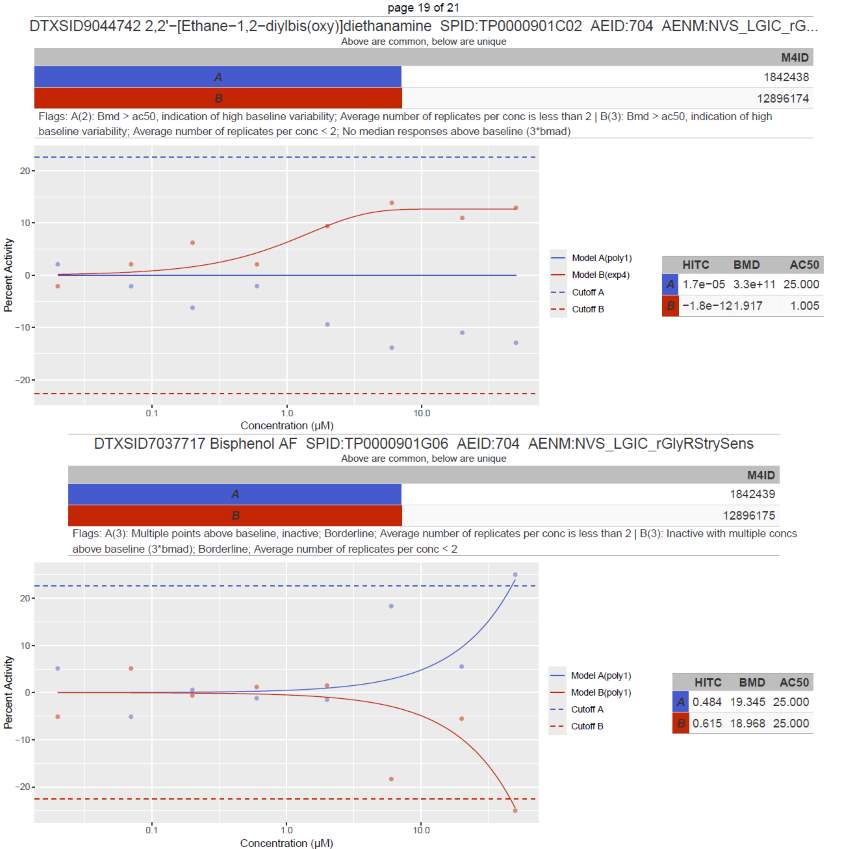 page 19 of 21
DTXSID9044742 2,2'−[Ethane−1,2−diylbis(oxy)]diethanamine SPID:TP0000901C02 AEID:704 AENM:NVS_LGIC_rG...
Above are common, below are unique
M4ID
A 1842438
B 12896174
Flags: A(2): Bmd > ac50, indication of high baseline variability; Average number of replicates per conc is less than 2 | B(3): Bmd > ac50, indication of high
baseline variability; Average number of replicates per conc < 2; No median responses above baseline (3*bmad)
20
10
0
−10
−20
Percent Activity
0.1 1.0 10.0
Concentration (μM)
Model A(poly1)
Model B(exp4)
Cutoff A
Cutoff B
HITC BMD AC50
A 1.7e−05 3.3e+11 25.000
B −1.8e−121.917 1.005
DTXSID7037717 Bisphenol AF SPID:TP0000901G06 AEID:704 AENM:NVS_LGIC_rGlyRStrySens
Above are common, below are unique
M4ID
A 1842439
B 12896175
Flags: A(3): Multiple points above baseline, inactive; Borderline; Average number of replicates per conc is less than 2 | B(3): Inactive with multiple concs
above baseline (3*bmad); Borderline; Average number of replicates per conc < 2
20
10
0
−10
−20
Percent Activity
0.1 1.0 10.0
Concentration (μM)
Model A(poly1)
Model B(poly1)
Cutoff A
Cutoff B
HITC BMD AC50
A 0.484 19.345 25.000
B 0.615 18.968 25.000